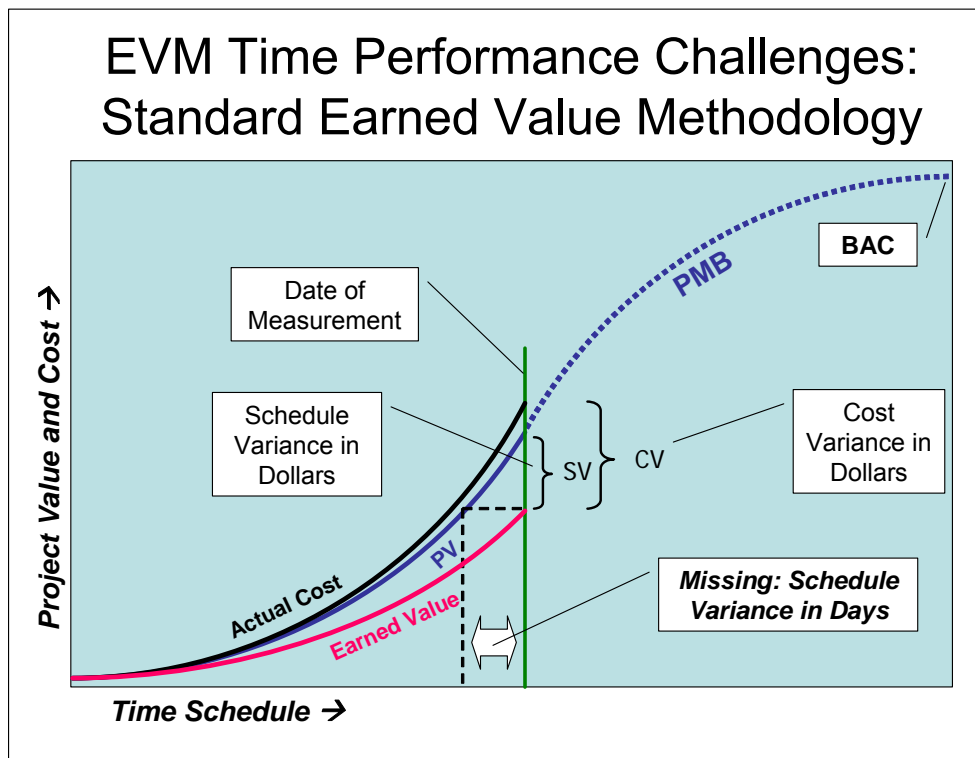 EVM Time Performance Challenges:
Standard Earned Value Methodology
BAC
PMB
Date of
Measurement
Project Value and Cost →
Schedule
Variance in
Dollars
SV
CV
Cost
Variance in
Dollars
PV
Actual Cost
Earned Value
Missing: Schedule
Variance in Days
Time Schedule →